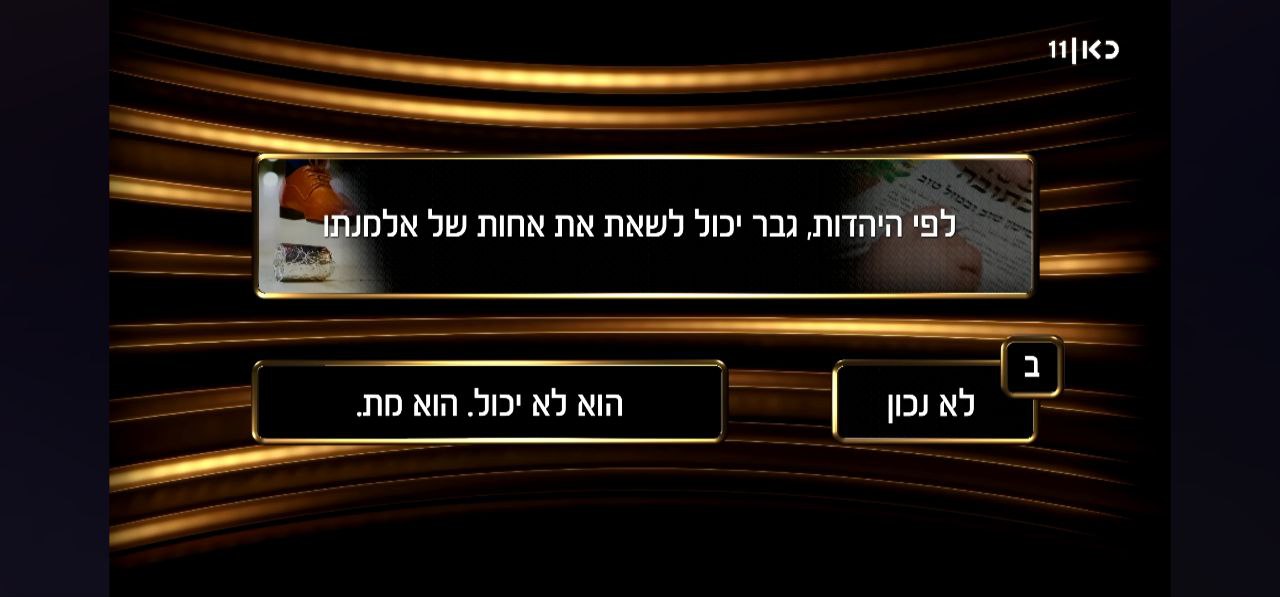 כאן|11
לפי היהדות, גבר יכול לשאת את אחות של אלמנתו
ב
לא נכון
הוא לא יכול. הוא מת.